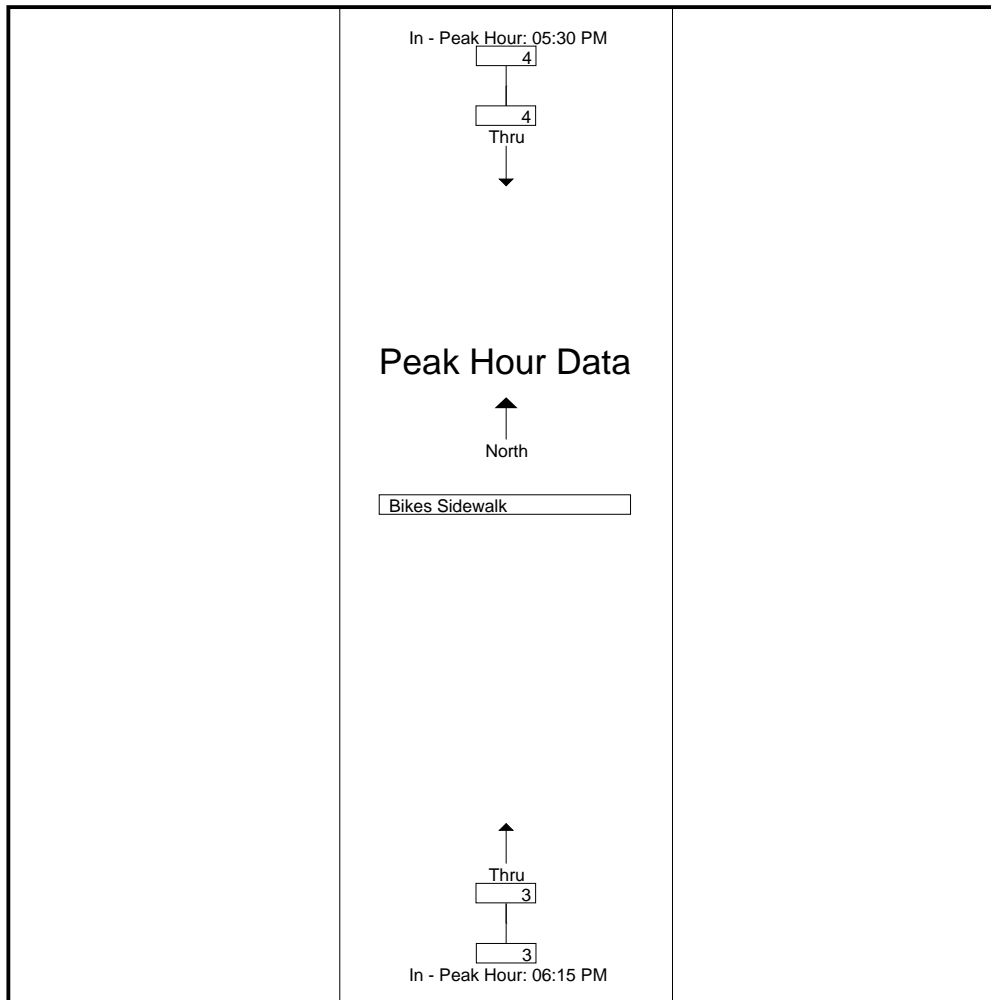 In - Peak Hour: 05:30 PM
4
4
Thru
Peak Hour Data
North
Bikes Sidewalk
Thru
3
3
In - Peak Hour: 06:15 PM